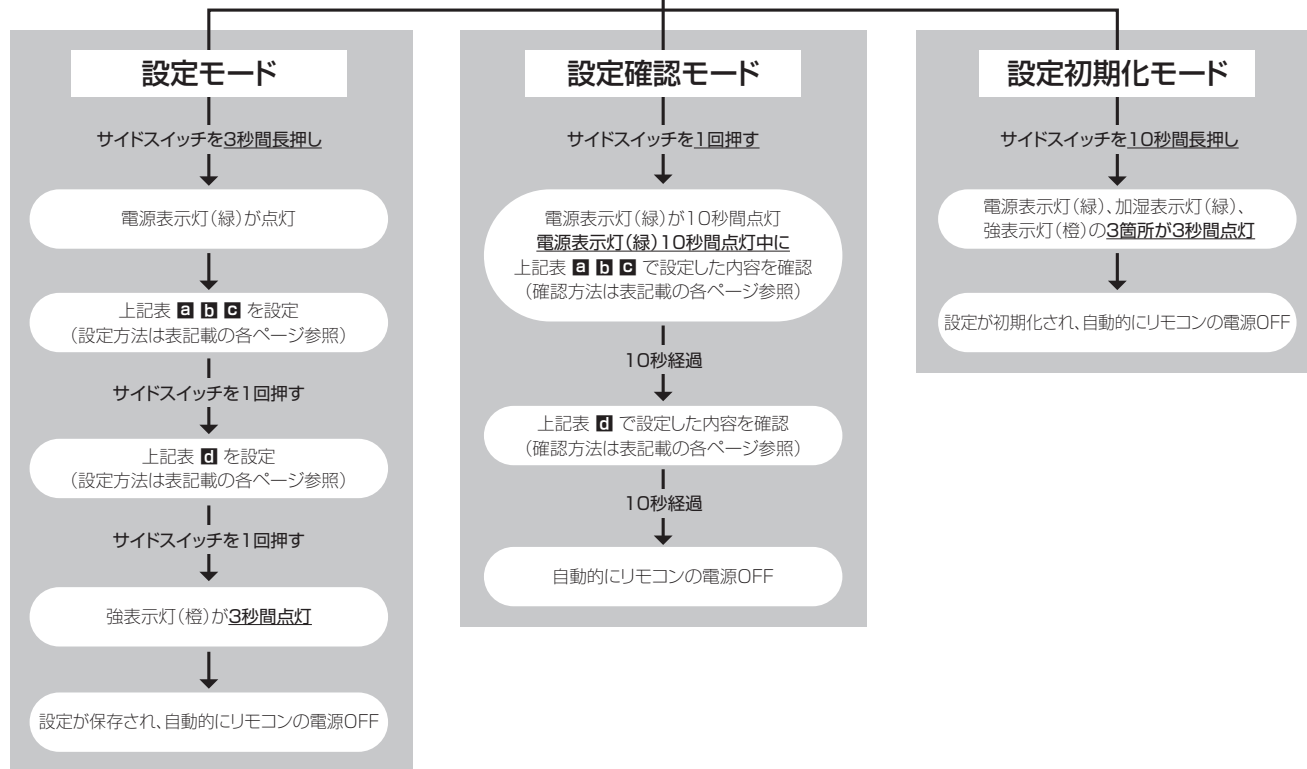 設定モード
サイドスイッチを3秒間長押し
電源表示灯(緑)が点灯
上記表 a b c を設定
(設定方法は表記載の各ページ参照)
サイドスイッチを1回押す
上記表 d を設定
(設定方法は表記載の各ページ参照)
サイドスイッチを1回押す
強表示灯(橙)が3秒間点灯
設定が保存され、自動的にリモコンの電源OFF
設定確認モード
サイドスイッチを1回押す
電源表示灯(緑)が10秒間点灯
電源表示灯(緑)10秒間点灯中に
上記表 a b c で設定した内容を確認
(確認方法は表記載の各ページ参照)
10秒経過
上記表 d で設定した内容を確認
(確認方法は表記載の各ページ参照)
10秒経過
自動的にリモコンの電源OFF
設定初期化モード
サイドスイッチを10秒間長押し
電源表示灯(緑)、加湿表示灯(緑)、
強表示灯(橙)の3箇所が3秒間点灯
設定が初期化され、自動的にリモコンの電源OFF